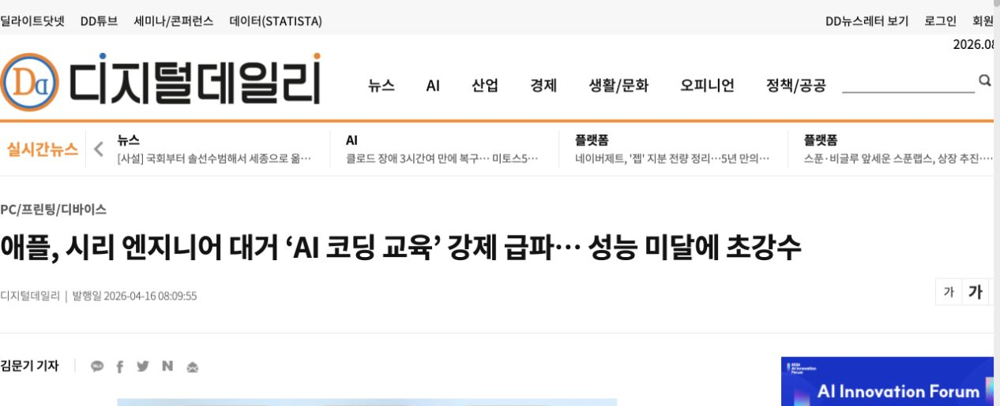 딜라이트닷넷 DD튜브 세미나/콘퍼런스 데이터(STATISTA) DD뉴스레터 보기 로그인 회원
2026.08
Dd 디지털데일리 뉴스 AI 산업 경제 생활/문화 오피니언 정책/공공
실시간뉴스 뉴스 AI 플랫폼 플랫폼
[사설] 국회부터 솔선수범해서 세종으로 옮… 클로드 장애 3시간여 만에 복구… 미토스5… 네이버제트, '젭' 지분 전량 정리…5년 만의… 스푼·비글루 앞세운 스푼랩스, 상장 추진…
PC/프린팅/디바이스
애플, 시리 엔지니어 대거 ‘AI 코딩 교육’ 강제 급파… 성능 미달에 초강수
디지털데일리 | 발행일 2026-04-16 08:09:55
가 가
김문기 기자
AI Innovation Forum
AI Innovation Forum